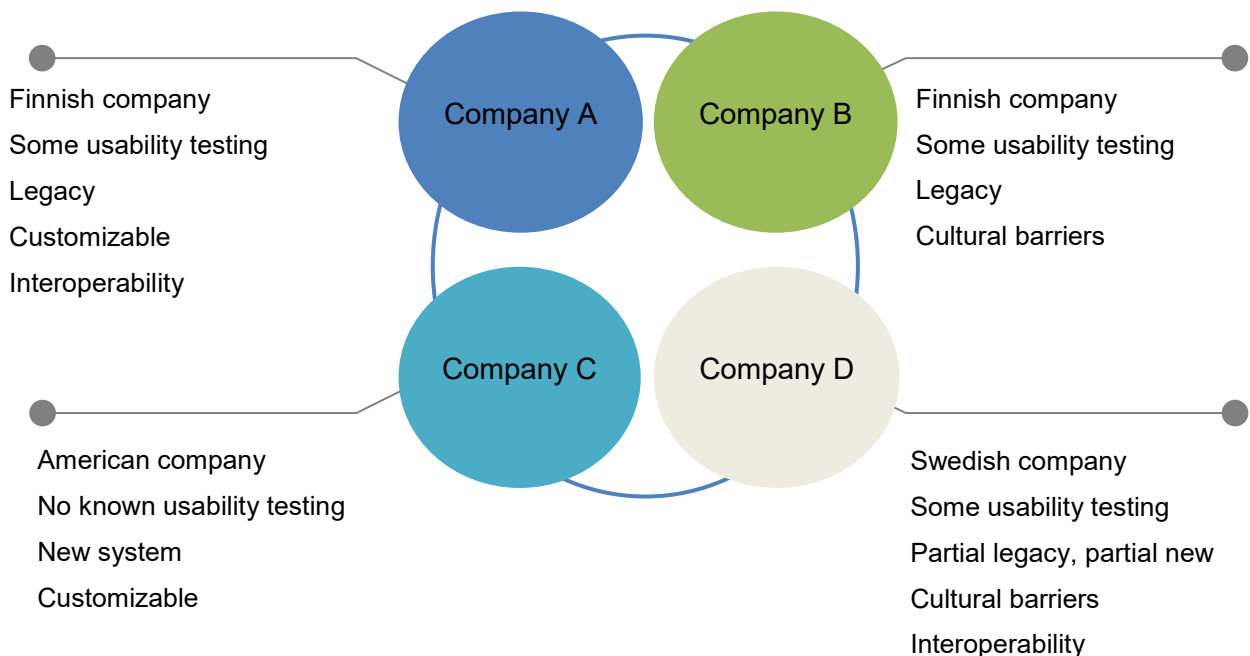 Company A
Finnish company
Some usability testing
Legacy
Customizable
Interoperability
Company B
Finnish company
Some usability testing
Legacy
Cultural barriers
Company C
American company
No known usability testing
New system
Customizable
Company D
Swedish company
Some usability testing
Partial legacy, partial new
Cultural barriers
Interoperability